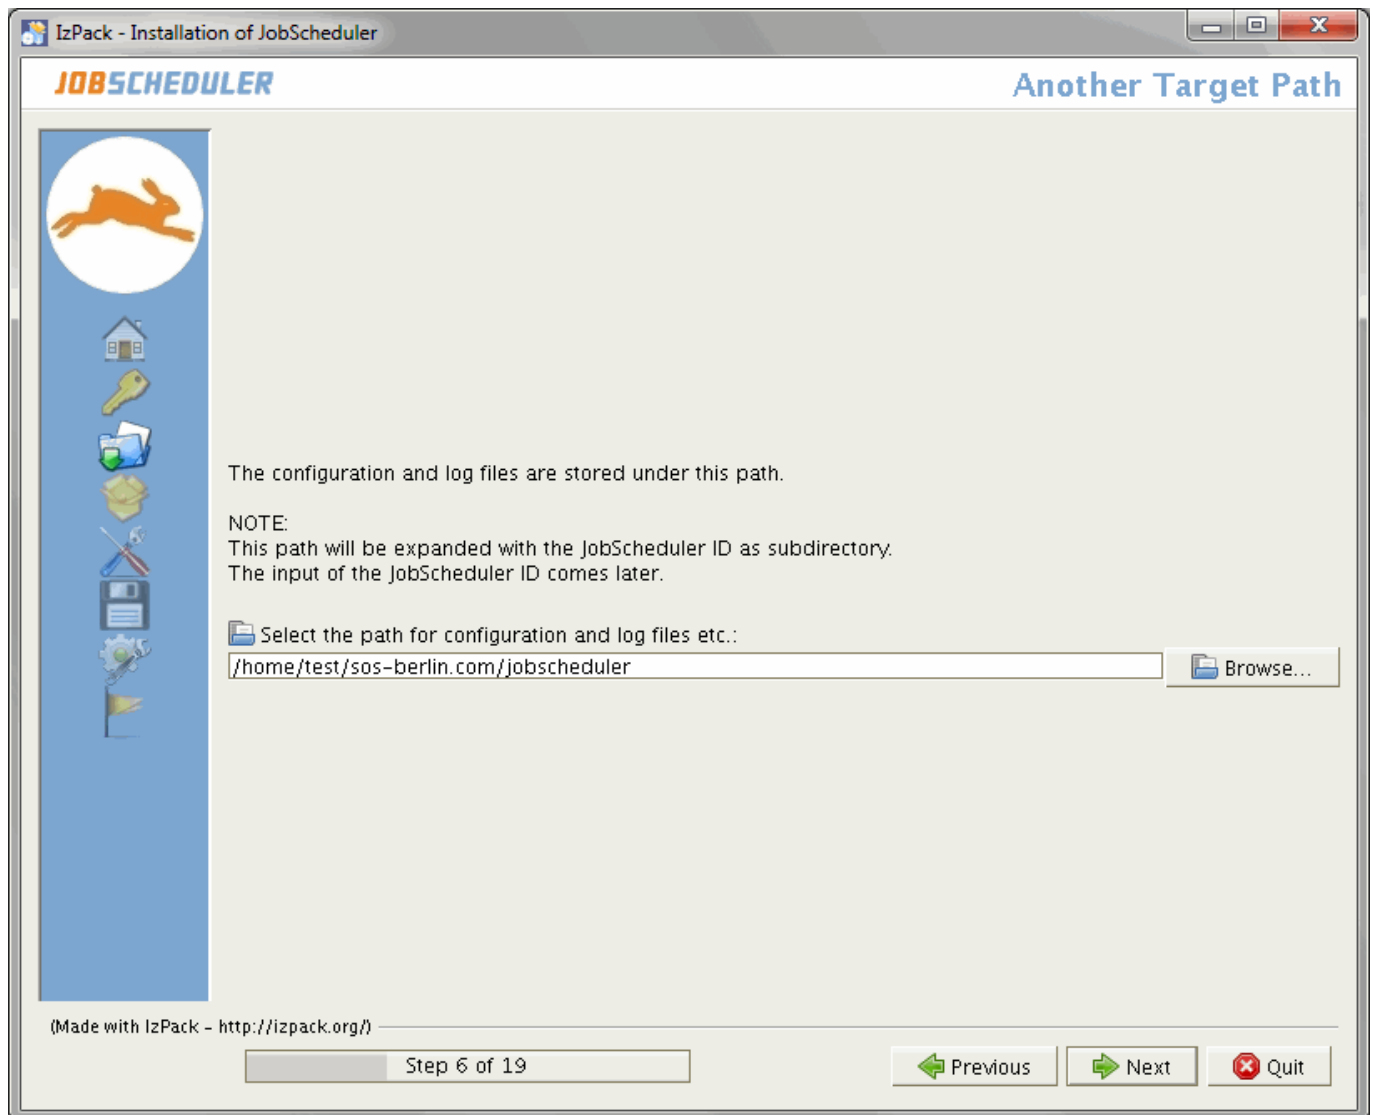 IzPack - Installation of JobScheduler
JOBSCHEDULER
Another Target Path
The configuration and log files are stored under this path.
NOTE:
This path will be expanded with the JobScheduler ID as subdirectory.
The input of the JobScheduler ID comes later.
Select the path for configuration and log files etc.:
/home/test/sos-berlin.com/jobscheduler
Browse...
(Made with IzPack - http://izpack.org/)
Step 6 of 19
Previous
Next
Quit